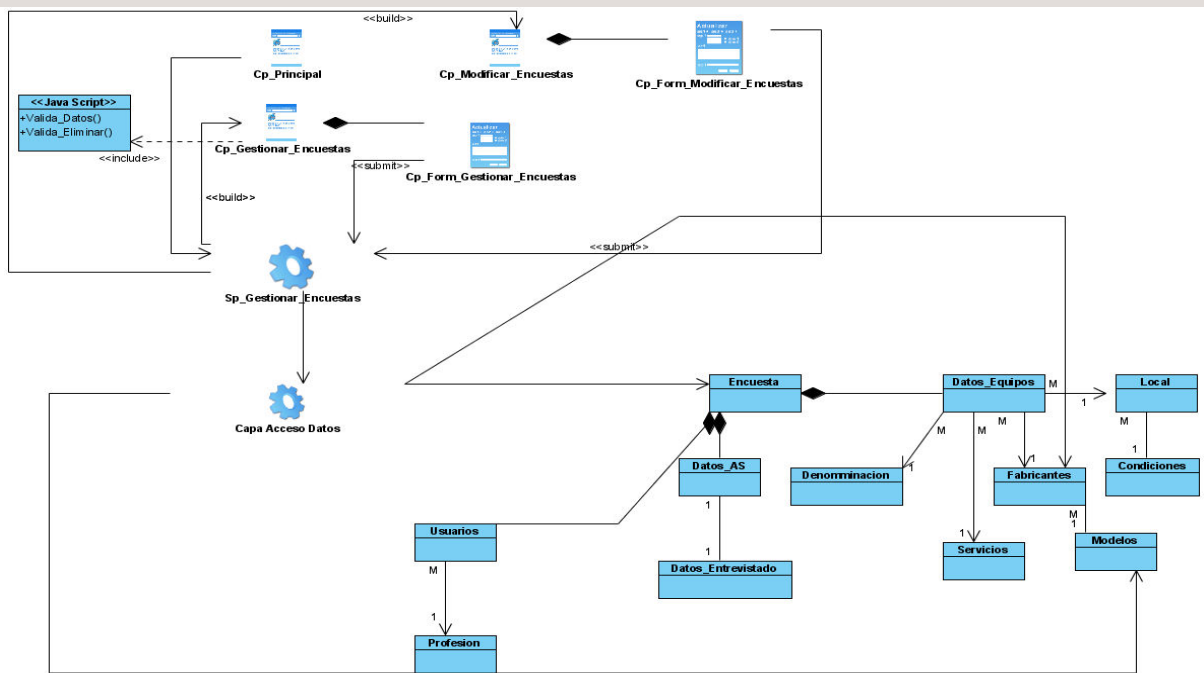 <<build>>
Cp_Principal
Cp_Modificar_Encuestas
Cp_Form_Modificar_Encuestas
<<Java Script>>
+Valida_Datos()
+Valida_Eliminar()
<<include>>
Cp_Gestionar_Encuestas
<<submit>>
Cp_Form_Gestionar_Encuestas
<<build>>
<<submit>>
Sp_Gestionar_Encuestas
Capa Acceso Datos
Encuesta
Datos_Equipos
M
1
Local
M
M
M
M
1
1
1
Datos_AS
Denomminacion
Fabricantes
Condiciones
1
M
1
1
Usuarios
Servicios
Modelos
M
1
Datos_Entrevistado
1
Profesion